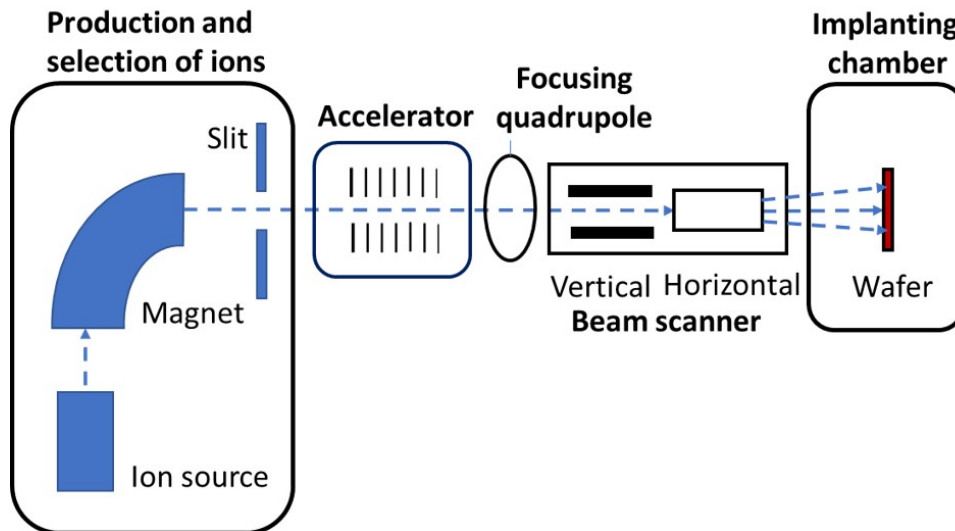 Production and
selection of ions
Slit
Magnet
Ion source
Accelerator
Focusing
quadrupole
Vertical Horizontal
Beam scanner
Implanting
chamber
Wafer